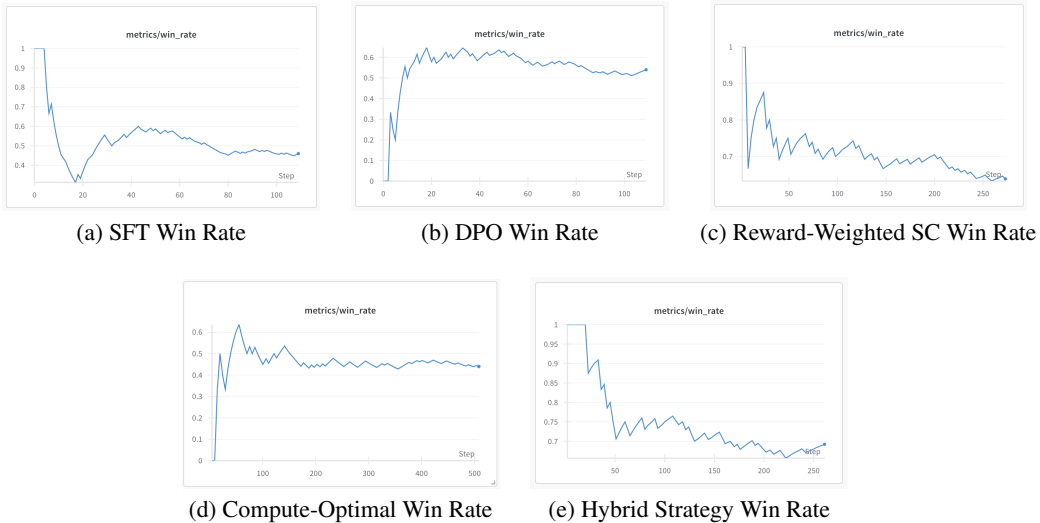 metrics/win_rate
1
0.9
0.8
0.7
0.6
0.5
0.4
Step
0 20 40 60 80 100
(a) SFT Win Rate
metrics/win_rate
0.6
0.5
0.4
0.3
0.2
0.1
0
Step
0 20 40 60 80 100
(b) DPO Win Rate
metrics/win_rate
1
0.9
0.8
0.7
Step
50 100 150 200 250
(c) Reward-Weighted SC Win Rate
metrics/win_rate
0.6
0.5
0.4
0.3
0.2
0.1
0
Step
100 200 300 400 500
(d) Compute-Optimal Win Rate
metrics/win_rate
1
0.95
0.9
0.85
0.8
0.75
0.7
Step
50 100 150 200 250
(e) Hybrid Strategy Win Rate